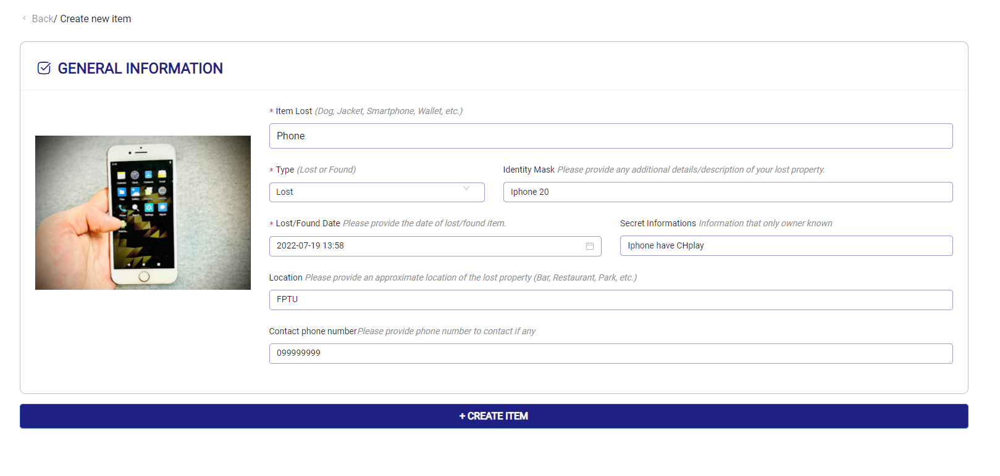 Back/ Create new item
GENERAL INFORMATION
* Item Lost (Dog, Jacket, Smartphone, Wallet, etc.)
Phone
* Type (Lost or Found)
Lost
Identity Mask Please provide any additional details/description of your lost property.
Iphone 20
* Lost/Found Date Please provide the date of lost/found item.
2022-07-19 13:58
Secret Informations Information that only owner known
Iphone have CHplay
Location Please provide an approximate location of the lost property (Bar, Restaurant, Park, etc.)
FPTU
Contact phone numberPlease provide phone number to contact if any
099999999
+ CREATE ITEM